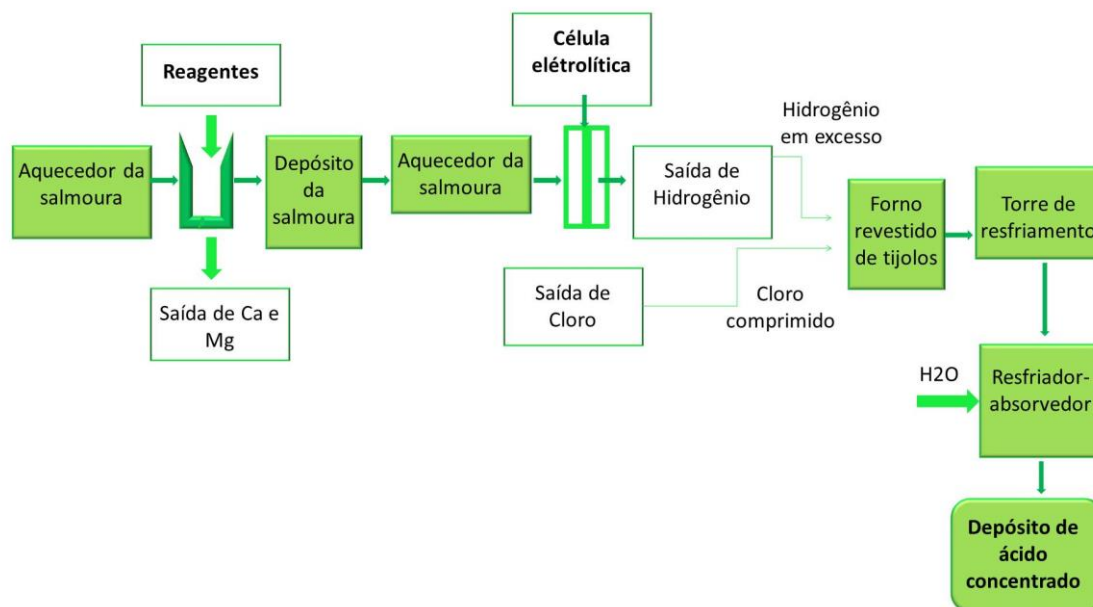 Reagentes
Célula
elétrolítica
Aquecedor da
salmoura
Depósito
da
salmoura
Aquecedor da
salmoura
Saída de
Hidrogênio
Hidrogênio
em excesso
Forno
revestido
de tijolos
Torre de
resfriamento
Saída de Ca e
Mg
Saída de
Cloro
Cloro
comprimido
H2O
Resfriador-
absorvedor
Depósito de
ácido
concentrado